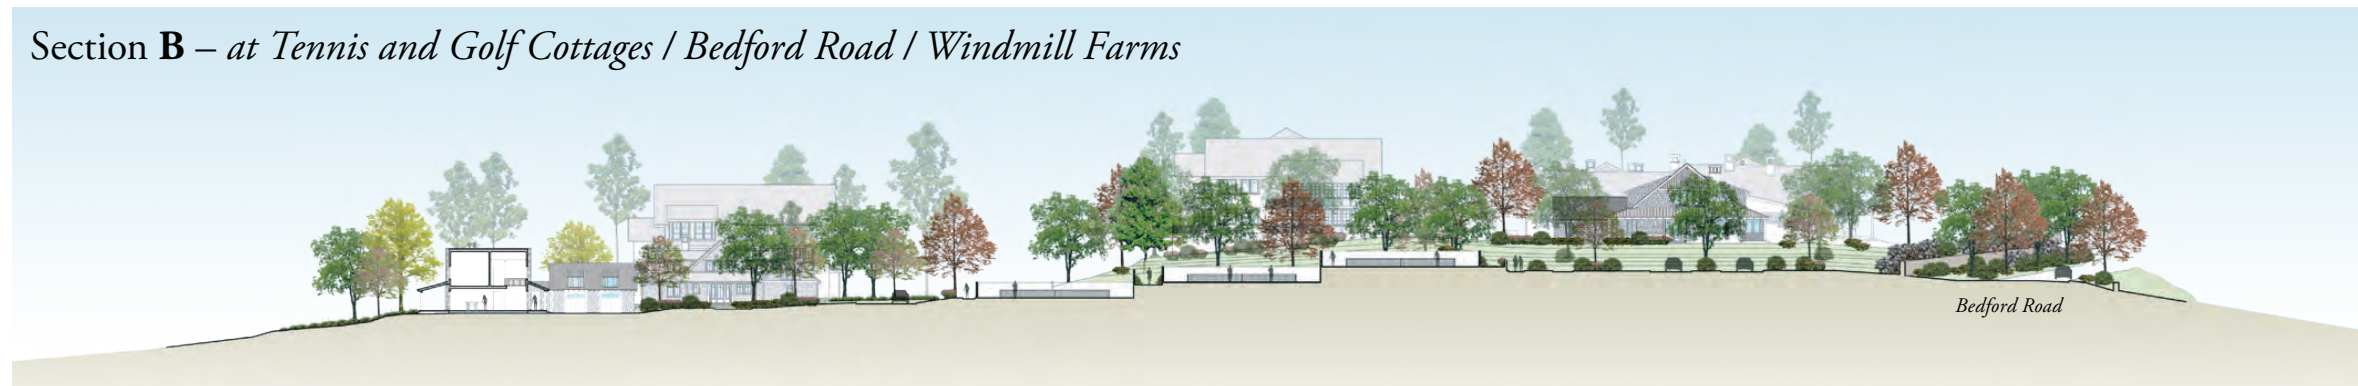 Section B – at Tennis and Golf Cottages / Bedford Road / Windmill Farms
Bedford Road